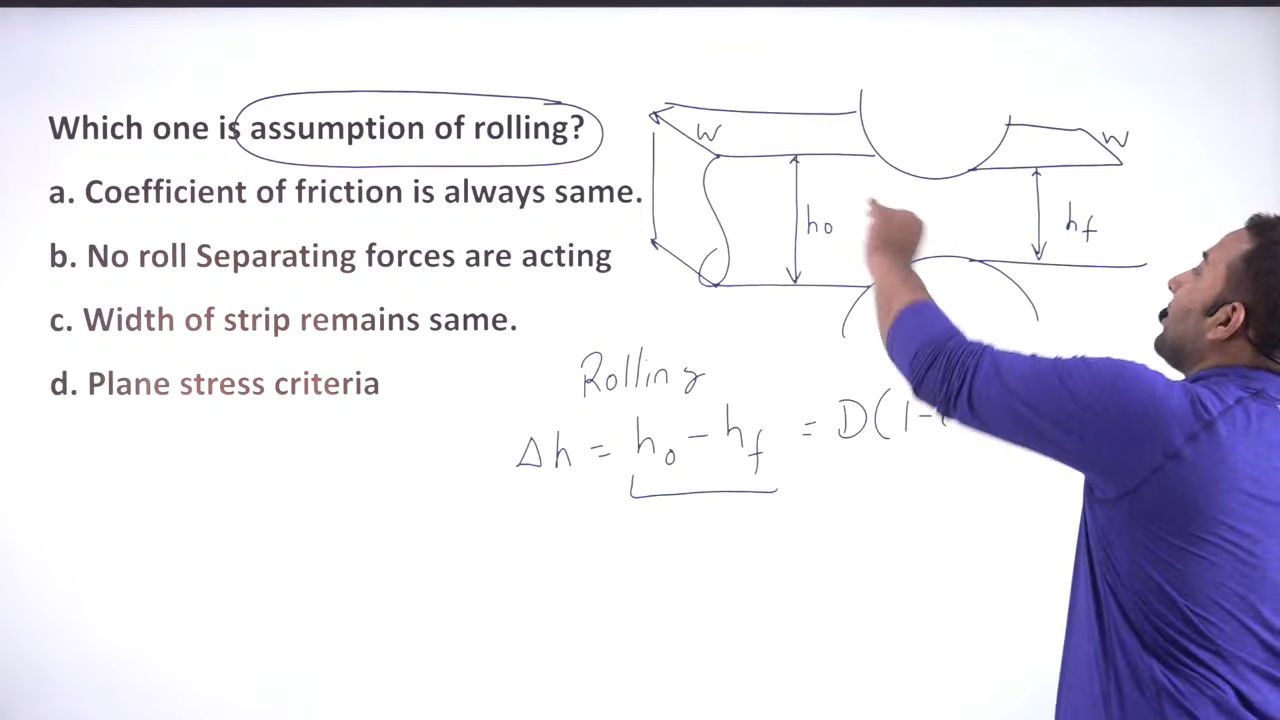 Which one is assumption of rolling?
a. Coefficient of friction is always same.
b. No roll Separating forces are acting
c. Width of strip remains same.
d. Plane stress criteria
w
w
ho
hf
Rolling
Δh = ho - hf = D(1-